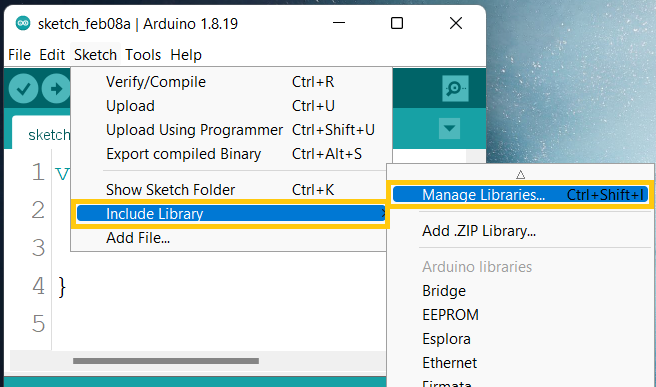 sketch_feb08a | Arduino 1.8.19
File Edit Sketch Tools Help
Verify/Compile Ctrl+R
Upload Ctrl+U
Upload Using Programmer Ctrl+Shift+U
Export compiled Binary Ctrl+Alt+S
Show Sketch Folder Ctrl+K
Include Library
Add File...
sketch
1 v
2
3
4 }
5
Manage Libraries... Ctrl+Shift+I
Add .ZIP Library...
Arduino libraries
Bridge
EEPROM
Esplora
Ethernet
Firmata